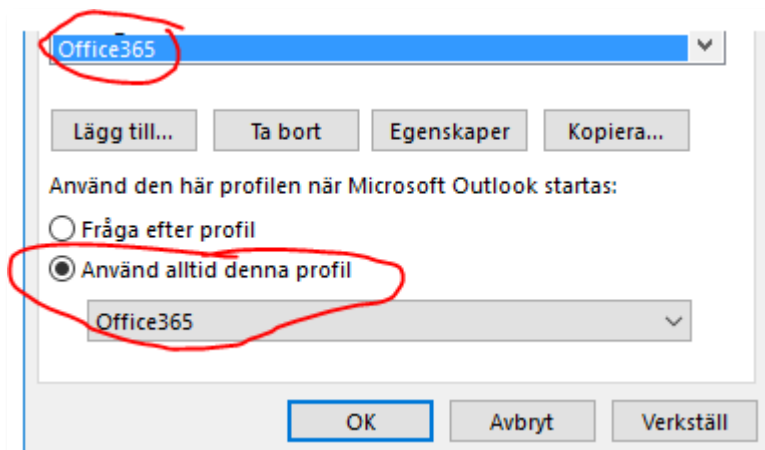 Office365
Lägg till... Ta bort Egenskaper Kopiera...
Använd den här profilen när Microsoft Outlook startas:
Fråga efter profil
Använd alltid denna profil
Office365
OK Avbryt Verkställ